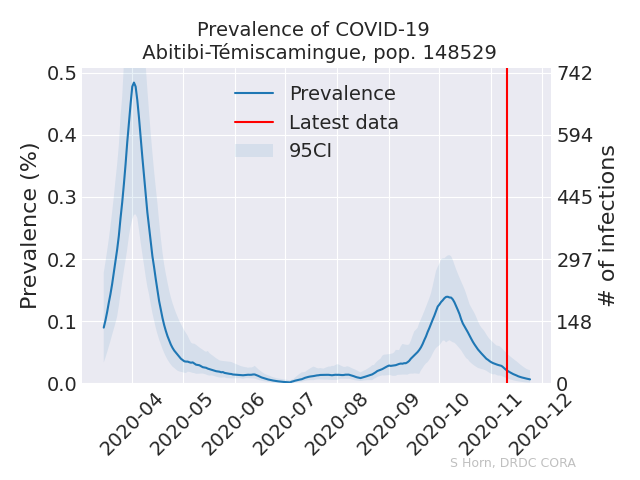 Prevalence of COVID-19
Abitibi-Témiscamingue, pop. 148529
Prevalence (%)
0.5
0.4
0.3
0.2
0.1
0.0
Prevalence
Latest data
95CI
742
594
445
297
148
0
# of infections
2020-04
2020-05
2020-06
2020-07
2020-08
2020-09
2020-10
2020-11
2020-12
S Horn, DRDC CORA